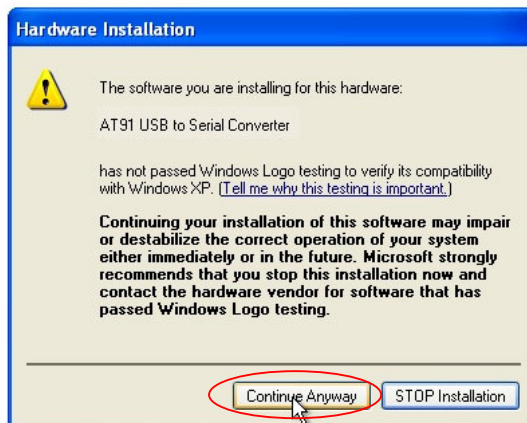 Hardware Installation
The software you are installing for this hardware:
AT91 USB to Serial Converter
has not passed Windows Logo testing to verify its compatibility
with Windows XP. (Tell me why this testing is important.)
Continuing your installation of this software may impair
or destabilize the correct operation of your system
either immediately or in the future. Microsoft strongly
recommends that you stop this installation now and
contact the hardware vendor for software that has
passed Windows Logo testing.
Continue Anyway
STOP Installation